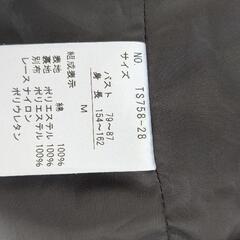 NO. TS758-28
サイズ
バスト 79~87
身長 154~162
M
組成表示
表地 綿 100%
裏地 ポリエステル 100%
別布 ポリエステル 100%
レース ナイロン
ポリウレタン